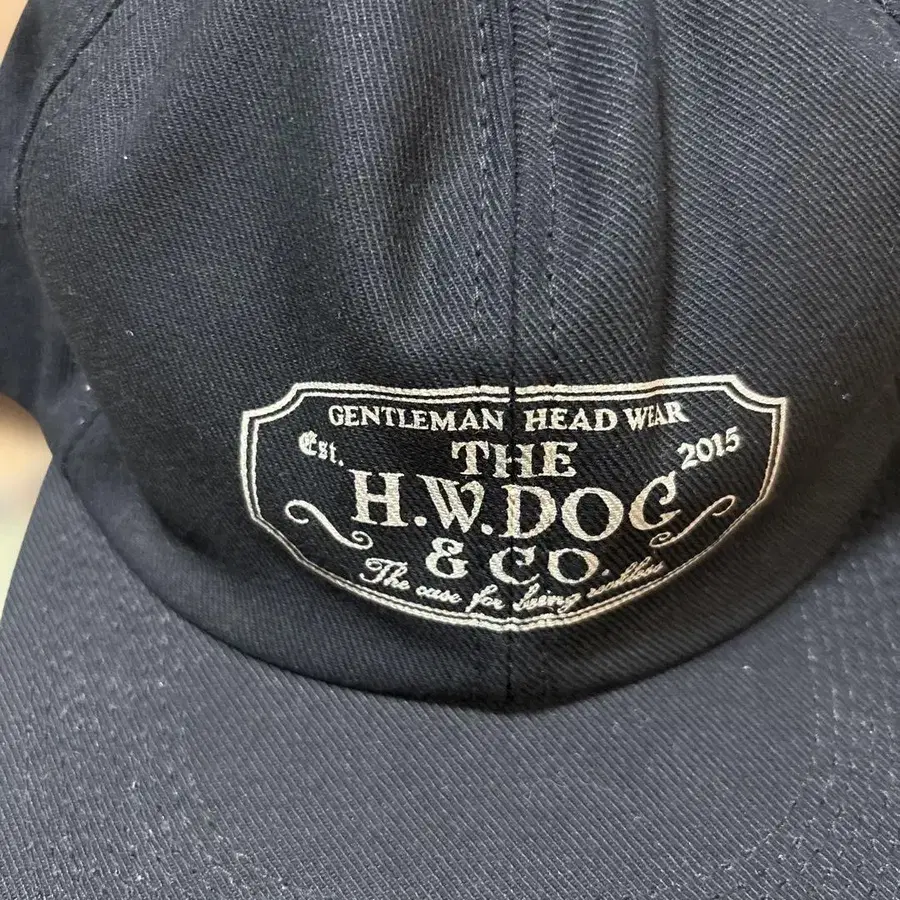 GENTLEMAN HEAD WEAR
Est. 2015
THE
H.W.DOG
& CO.
The case for being